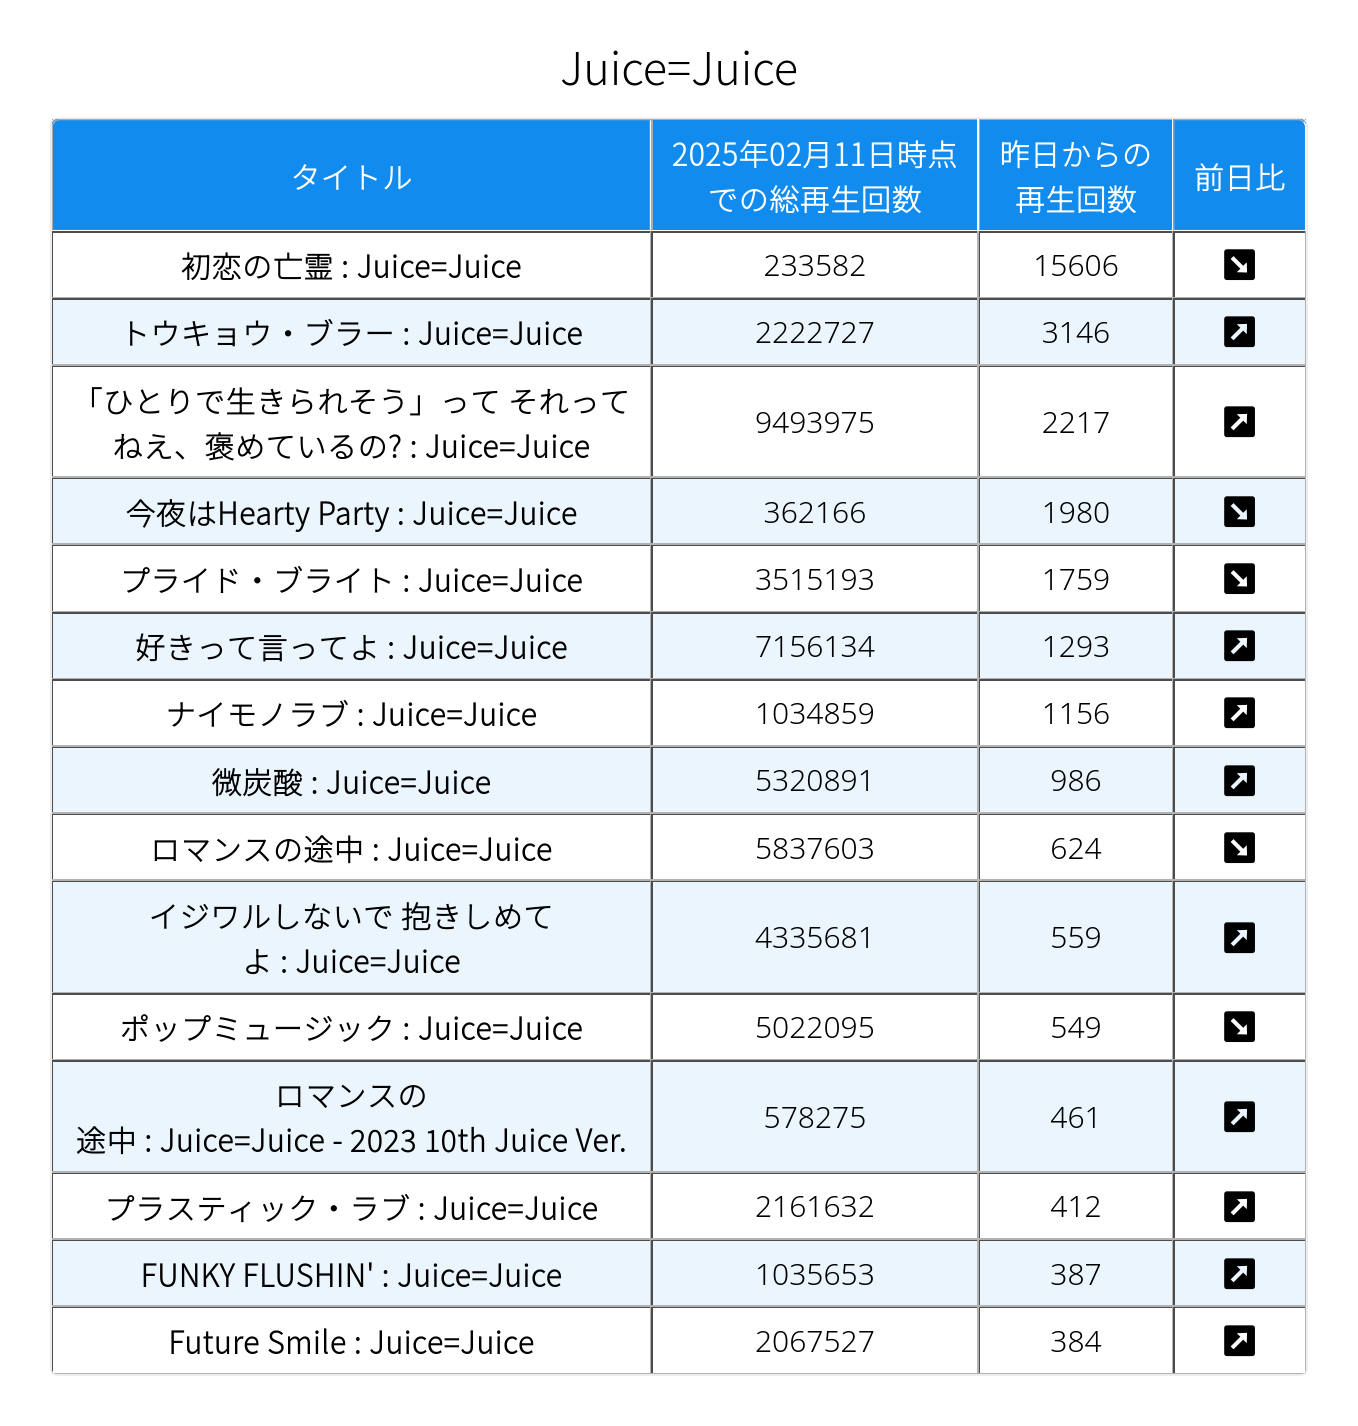 Juice=Juice
タイトル
2025年02月11日時点
での総再生回数
昨日からの
再生回数
前日比
初恋の亡霊 : Juice=Juice 233582 15606 ↘
トウキョウ・ブラー : Juice=Juice 2222727 3146 ↗
「ひとりで生きられそう」って それって
ねえ、褒めているの? : Juice=Juice 9493975 2217 ↗
今夜はHearty Party : Juice=Juice 362166 1980 ↘
プライド・ブライト : Juice=Juice 3515193 1759 ↘
好きって言ってよ : Juice=Juice 7156134 1293 ↗
ナイモノラブ : Juice=Juice 1034859 1156 ↗
微炭酸 : Juice=Juice 5320891 986 ↗
ロマンスの途中 : Juice=Juice 5837603 624 ↘
イジワルしないで 抱きしめて
よ : Juice=Juice 4335681 559 ↗
ポップミュージック : Juice=Juice 5022095 549 ↘
ロマンスの
途中 : Juice=Juice - 2023 10th Juice Ver. 578275 461 ↗
プラスティック・ラブ : Juice=Juice 2161632 412 ↗
FUNKY FLUSHIN' : Juice=Juice 1035653 387 ↗
Future Smile : Juice=Juice 2067527 384 ↗